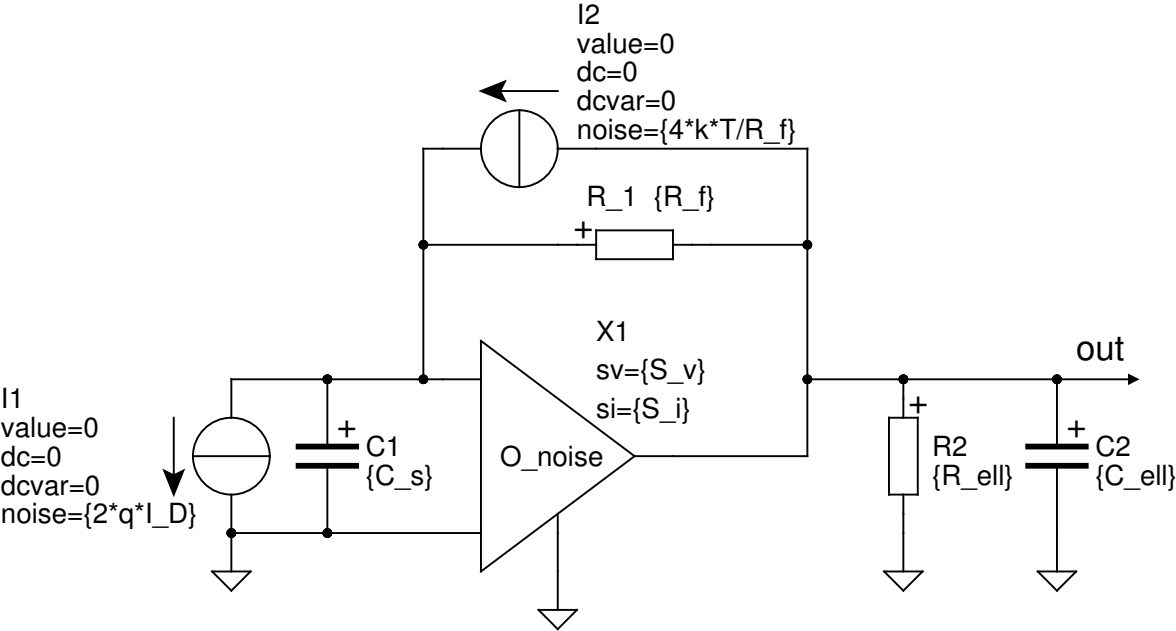 I2
value=0
dc=0
dcvar=0
noise={4*k*T/R_f}
R_1 {R_f}
+
X1
sv={S_v}
si={S_i}
O_noise
out
I1
value=0
dc=0
dcvar=0
noise={2*q*I_D}
+
C1
{C_s}
+
R2
{R_ell}
+
C2
{C_ell}